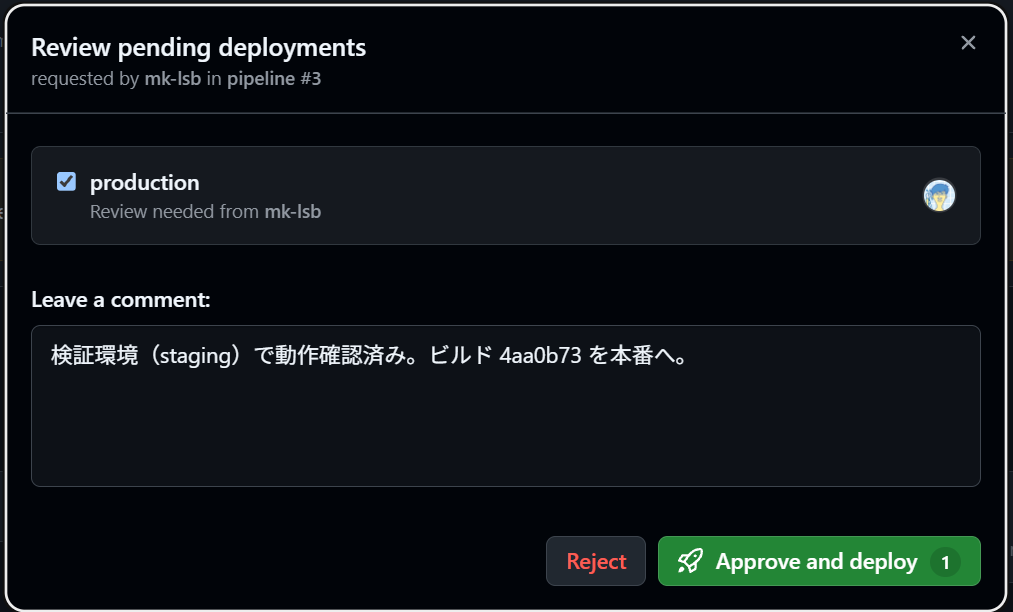 Review pending deployments
requested by mk-lsb in pipeline #3
production
Review needed from mk-lsb
Leave a comment:
検証環境（staging）で動作確認済み。ビルド 4aa0b73 を本番へ。
Reject
Approve and deploy 1